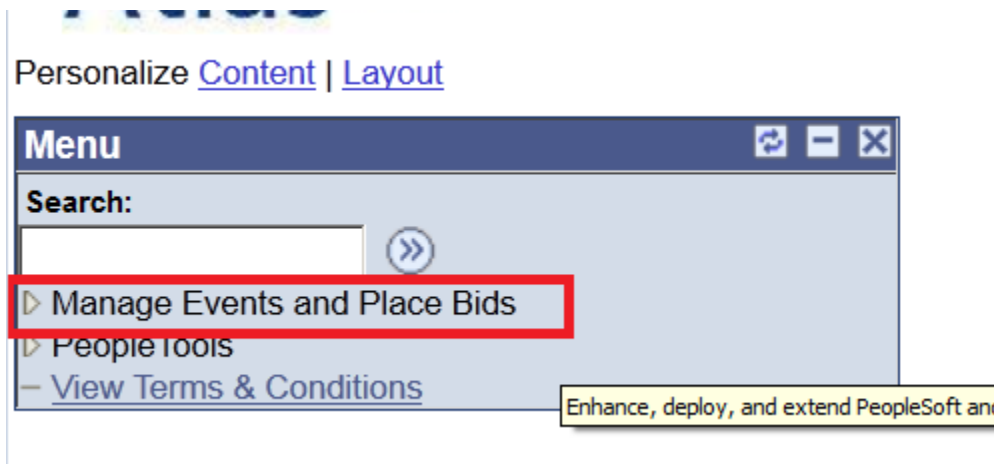 Personalize Content | Layout
Menu
Search:
Manage Events and Place Bids
PeopleTools
View Terms & Conditions
Enhance, deploy, and extend PeopleSoft and